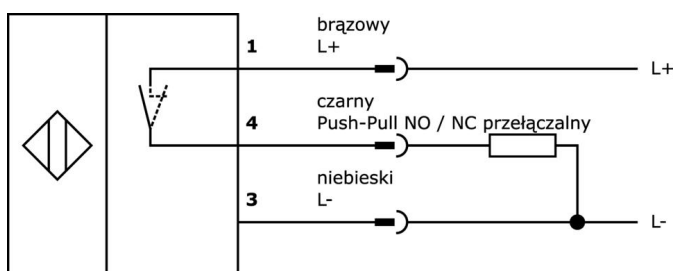 brązowy
1 L+
L+
czarny
4 Push-Pull NO / NC przełączalny
niebieski
3 L-
L-